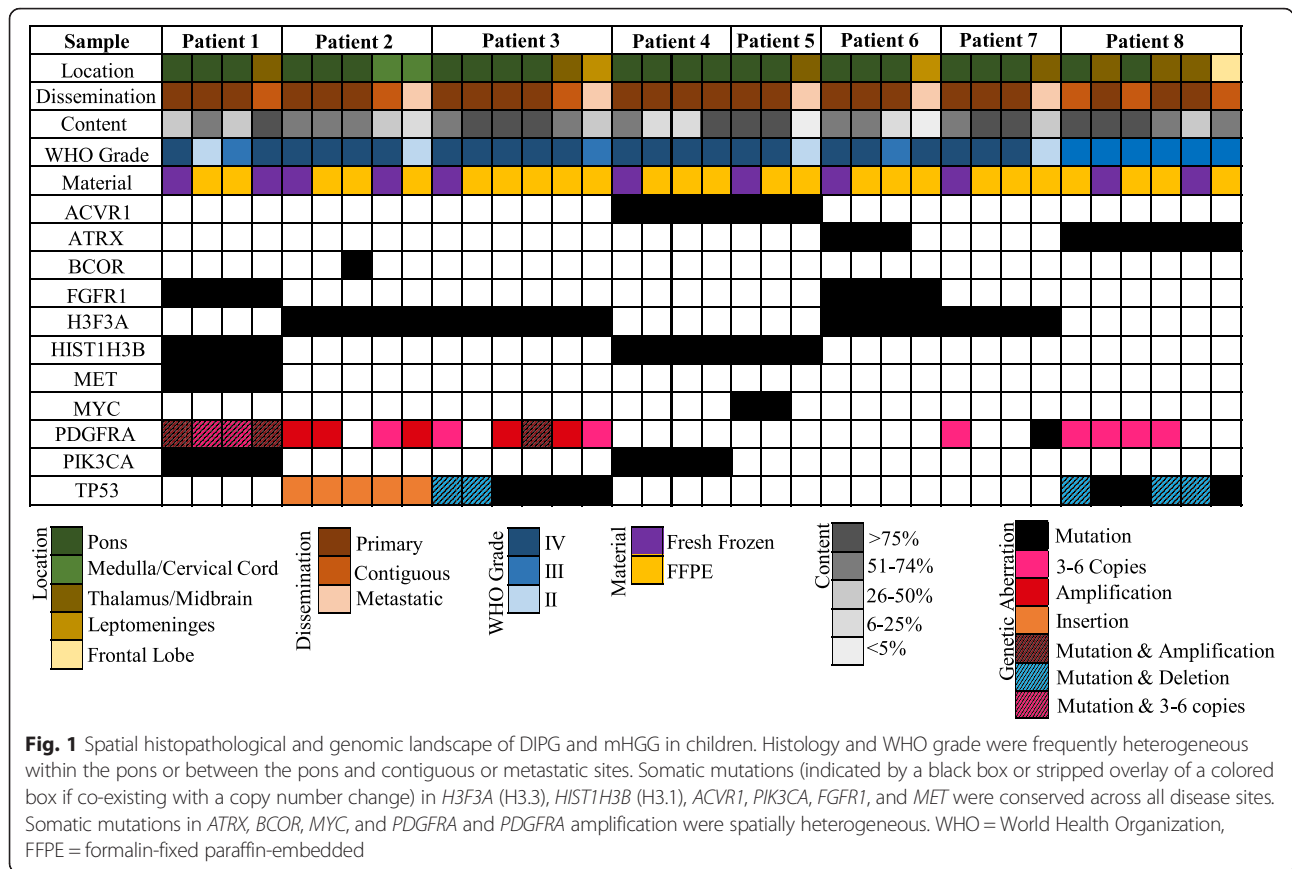 Sample Patient 1 Patient 2 Patient 3 Patient 4 Patient 5 Patient 6 Patient 7 Patient 8
Location
Dissemination
Content
WHO Grade
Material
ACVR1
ATRX
BCOR
FGFR1
H3F3A
HIST1H3B
MET
MYC
PDGFRA
PIK3CA
TP53
Location
Pons
Medulla/Cervical Cord
Thalamus/Midbrain
Leptomeninges
Frontal Lobe
Dissemination
Primary
Contiguous
Metastatic
WHO Grade
IV
III
II
Material
Fresh Frozen
FFPE
Content
>75%
51-74%
26-50%
6-25%
<5%
Genetic Aberration
Mutation
3-6 Copies
Amplification
Insertion
Mutation & Amplification
Mutation & Deletion
Mutation & 3-6 copies
Fig. 1 Spatial histopathological and genomic landscape of DIPG and mHGG in children. Histology and WHO grade were frequently heterogeneous
within the pons or between the pons and contiguous or metastatic sites. Somatic mutations (indicated by a black box or stripped overlay of a colored
box if co-existing with a copy number change) in H3F3A (H3.3), HIST1H3B (H3.1), ACVR1, PIK3CA, FGFR1, and MET were conserved across all disease sites.
Somatic mutations in ATRX, BCOR, MYC, and PDGFRA and PDGFRA amplification were spatially heterogeneous. WHO = World Health Organization,
FFPE = formalin-fixed paraffin-embedded